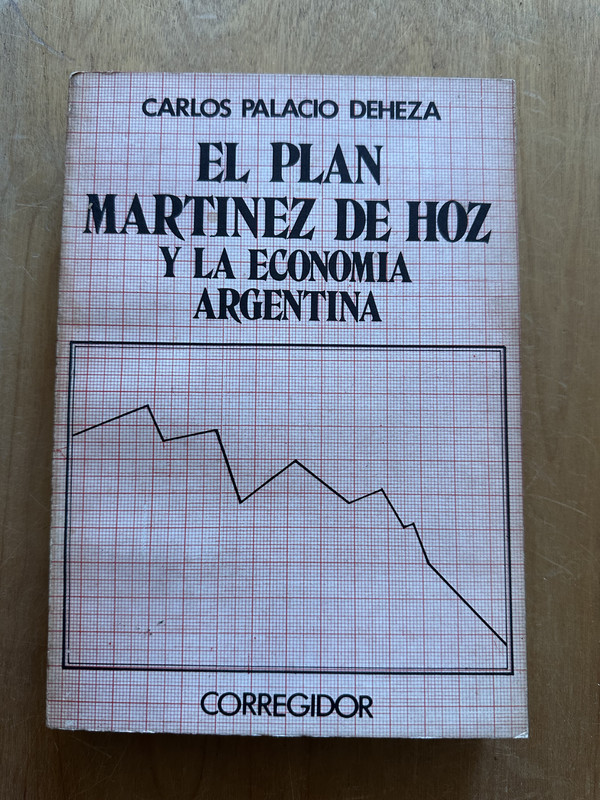 CARLOS PALACIO DEHEZA
EL PLAN
MARTINEZ DE HOZ
Y LA ECONOMIA
ARGENTINA
CORREGIDOR